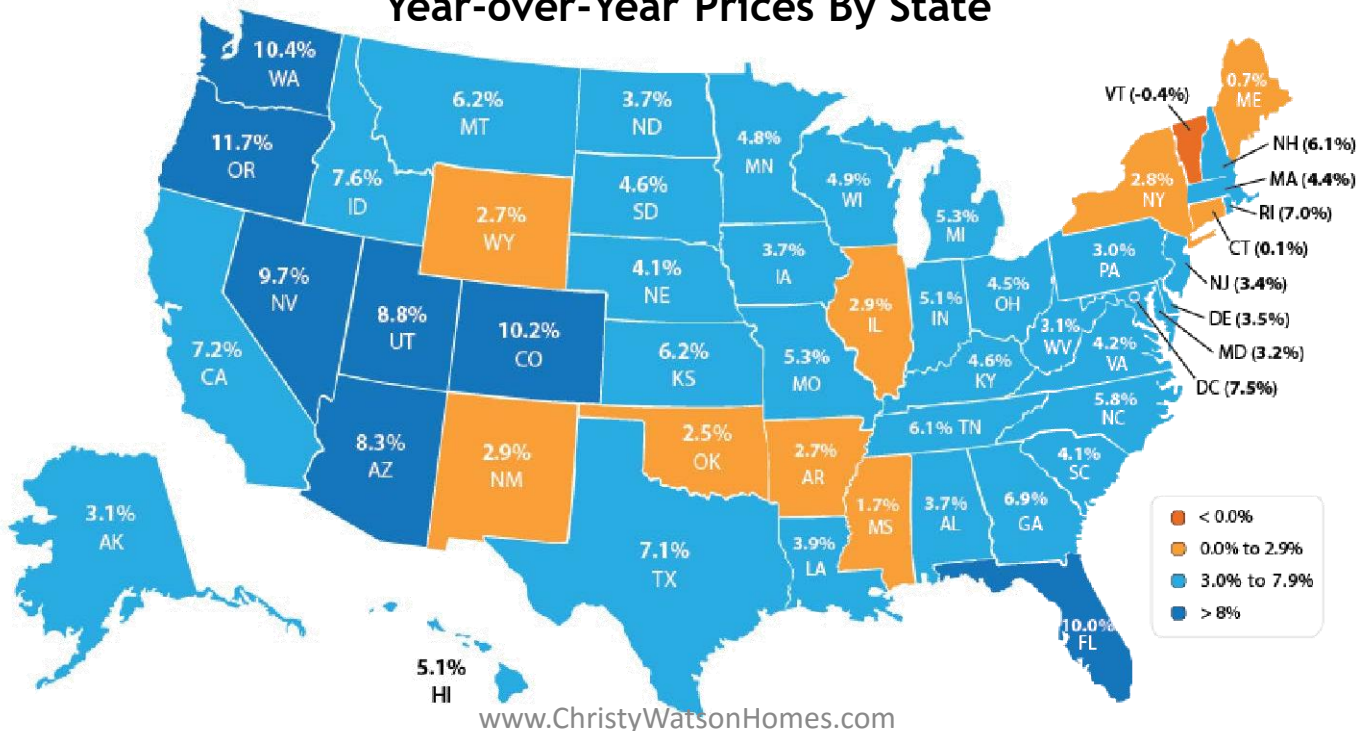 Year-over-Year Prices By State
10.4%
WA
6.2%
MT
3.7%
ND
4.8%
MN
VT (-0.4%)
0.7%
ME
11.7%
OR
7.6%
ID
4.6%
SD
4.9%
WI
5.3%
MI
2.8%
NY
NH (6.1%)
MA (4.4%)
RI (7.0%)
CT (0.1%)
2.7%
WY
3.7%
IA
3.0%
PA
NJ (3.4%)
9.7%
NV
8.8%
UT
10.2%
CO
4.1%
NE
2.9%
IL
5.1%
IN
4.5%
OH
DE (3.5%)
MD (3.2%)
DC (7.5%)
7.2%
CA
6.2%
KS
5.3%
MO
4.6%
KY
3.1%
WV
4.2%
VA
5.8%
NC
6.1% TN
8.3%
AZ
2.9%
NM
2.5%
OK
2.7%
AR
4.1%
SC
3.1%
AK
7.1%
TX
3.9%
LA
1.7%
MS
3.7%
AL
6.9%
GA
10.0%
FL
< 0.0%
0.0% to 2.9%
3.0% to 7.9%
> 8%
5.1%
HI
www.ChristyWatsonHomes.com